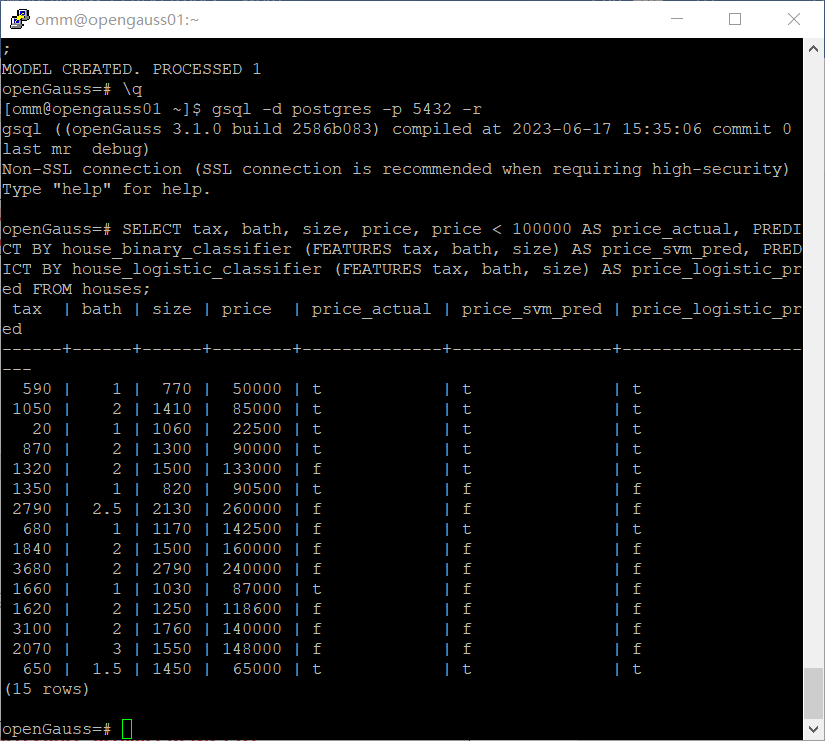 omm@opengauss01:~
;
MODEL CREATED. PROCESSED 1
openGauss=# \q
[omm@opengauss01 ~]$ gsql -d postgres -p 5432 -r
gsql ((openGauss 3.1.0 build 2586b083) compiled at 2023-06-17 15:35:06 commit 0
last mr  debug)
Non-SSL connection (SSL connection is recommended when requiring high-security)
Type "help" for help.
openGauss=# SELECT tax, bath, size, price, price < 100000 AS price_actual, PREDI
CT BY house_binary_classifier (FEATURES tax, bath, size) AS price_svm_pred, PRED
ICT BY house_logistic_classifier (FEATURES tax, bath, size) AS price_logistic_pr
ed FROM houses;
 tax  | bath | size | price  | price_actual | price_svm_pred | price_logistic_pr
ed
------+------+------+--------+--------------+----------------+------------------
---
  590 |    1 |  770 |  50000 | t            | t              | t
 1050 |    2 | 1410 |  85000 | t            | t              | t
   20 |    1 | 1060 |  22500 | t            | t              | t
  870 |    2 | 1300 |  90000 | t            | t              | t
 1320 |    2 | 1500 | 133000 | f            | t              | t
 1350 |    1 |  820 |  90500 | t            | f              | f
 2790 |  2.5 | 2130 | 260000 | f            | f              | f
  680 |    1 | 1170 | 142500 | f            | t              | t
 1840 |    2 | 1500 | 160000 | f            | f              | f
 3680 |    2 | 2790 | 240000 | f            | f              | f
 1660 |    1 | 1030 |  87000 | t            | f              | f
 1620 |    2 | 1250 | 118600 | f            | f              | f
 3100 |    2 | 1760 | 140000 | f            | f              | f
 2070 |    3 | 1550 | 148000 | f            | f              | f
  650 |  1.5 | 1450 |  65000 | t            | t              | t
(15 rows)
openGauss=#